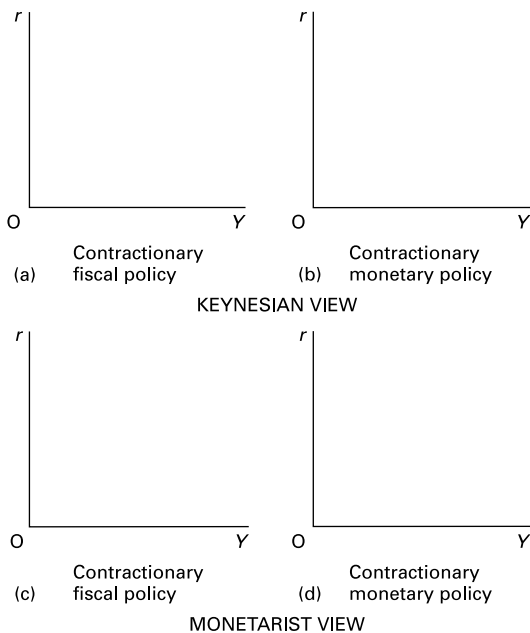 r
r
O Y O Y
Contractionary Contractionary
(a) fiscal policy (b) monetary policy
KEYNESIAN VIEW
r
r
O Y O Y
Contractionary Contractionary
(c) fiscal policy (d) monetary policy
MONETARIST VIEW